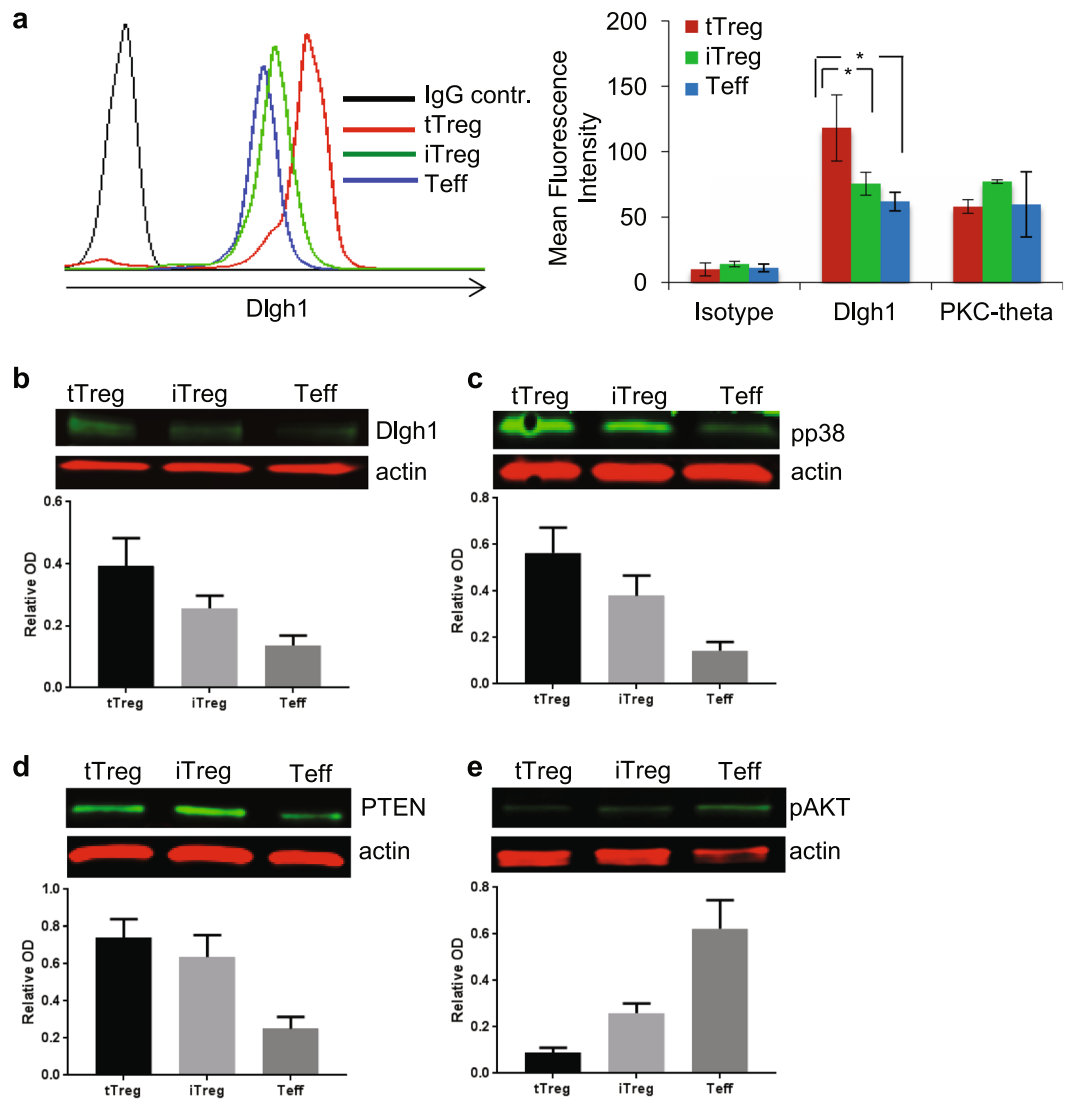 a
IgG contr.
tTreg
iTreg
Teff
Dlgh1
Mean Fluorescence
Intensity
200
150
100
50
0
tTreg
iTreg
Teff
*
*
Isotype Dlgh1 PKC-theta
b
tTreg iTreg Teff
Dlgh1
actin
Relative OD
0.6
0.4
0.2
0.0
tTreg iTreg Teff
c
tTreg iTreg Teff
pp38
actin
Relative OD
0.8
0.6
0.4
0.2
0.0
tTreg iTreg Teff
d
tTreg iTreg Teff
PTEN
actin
Relative OD
1.0
0.8
0.6
0.4
0.2
0.0
tTreg iTreg Teff
e
tTreg iTreg Teff
pAKT
actin
Relative OD
0.8
0.6
0.4
0.2
0.0
tTreg iTreg Teff